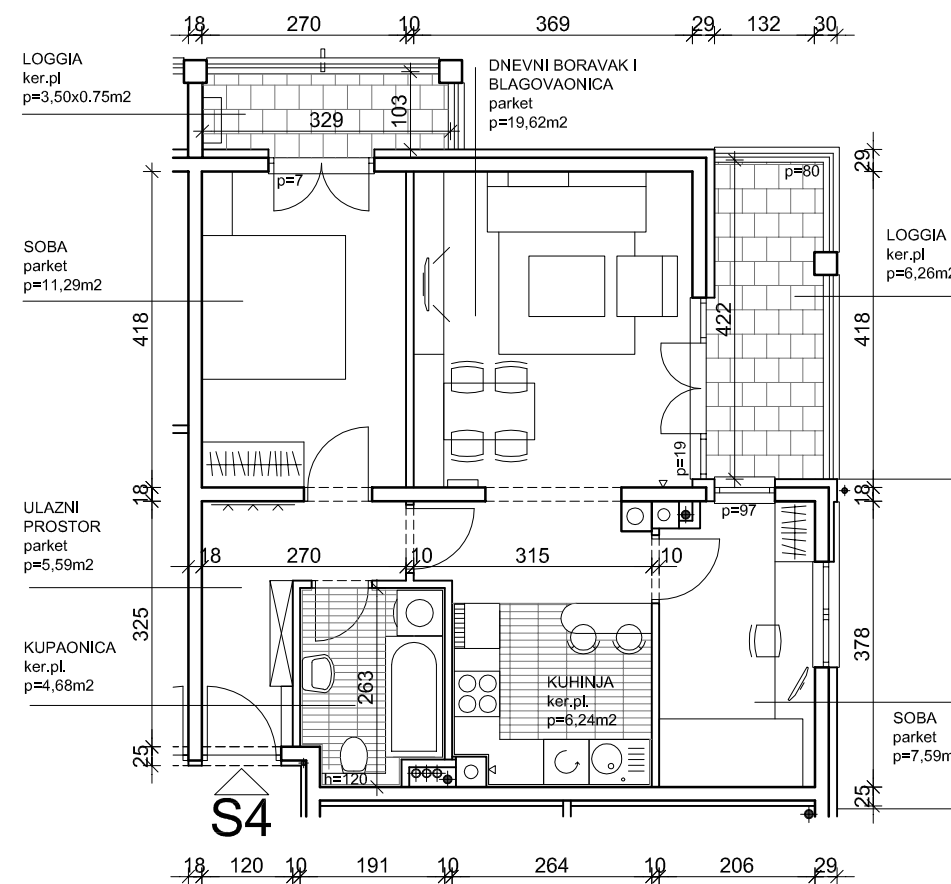 18 270 10 369 29 132 30
LOGGIA
ker.pl
p=3,50x0.75m2
DNEVNI BORAVAK I
BLAGOVAONICA
parket
p=19,62m2
329
103
p=7
p=80
29
SOBA
parket
p=11,29m2
LOGGIA
ker.pl
p=6,26m2
418
422
418
p=19
18
p=97
18
ULAZNI
PROSTOR
parket
p=5,59m2
18 270 10 315 10
325
378
KUPAONICA
ker.pl.
p=4,68m2
263
KUHINJA
ker.pl.
p=6,24m2
SOBA
parket
p=7,59m
25
h=120
25
S4
18 120 10 191 10 264 10 206 29